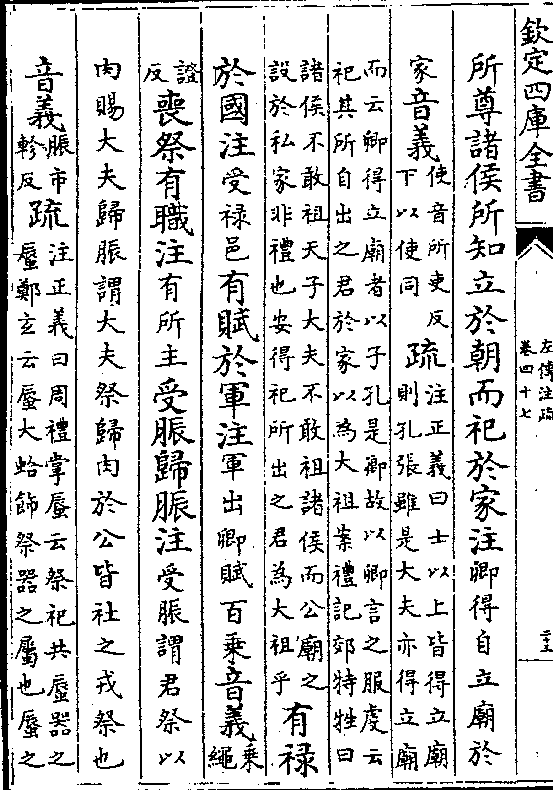 欽定四庫全書
左傳注疏
卷四十七
二十五
所尊諸侯所知立於朝而祀於家注卿得自立廟於
家音義使音所吏反
下以使同疏注正義曰士以上皆得立廟
則孔張雖是大夫亦得立廟
而云卿得立廟者以子孔是卿故以卿言之服虔云
祀其所自出之君於家以為大祖案禮記郊特牲曰
諸侯不敢祖天子大夫不敢祖諸侯而公廟之
設於私家非禮也安得祀所出之君為大祖乎有祿
於國注受祿邑有賦於軍注軍出卿賦百乘音義乘
繩
證
反喪祭有職注有所主受脤歸脤注受脤謂君祭以
肉賜大夫歸脤謂大夫祭歸肉於公皆社之戎祭也
音義脤市
軫反疏注正義曰周禮掌蜃云祭祀共蜃器之
蜃鄭玄云蜃大蛤飾祭器之屬也蜃之